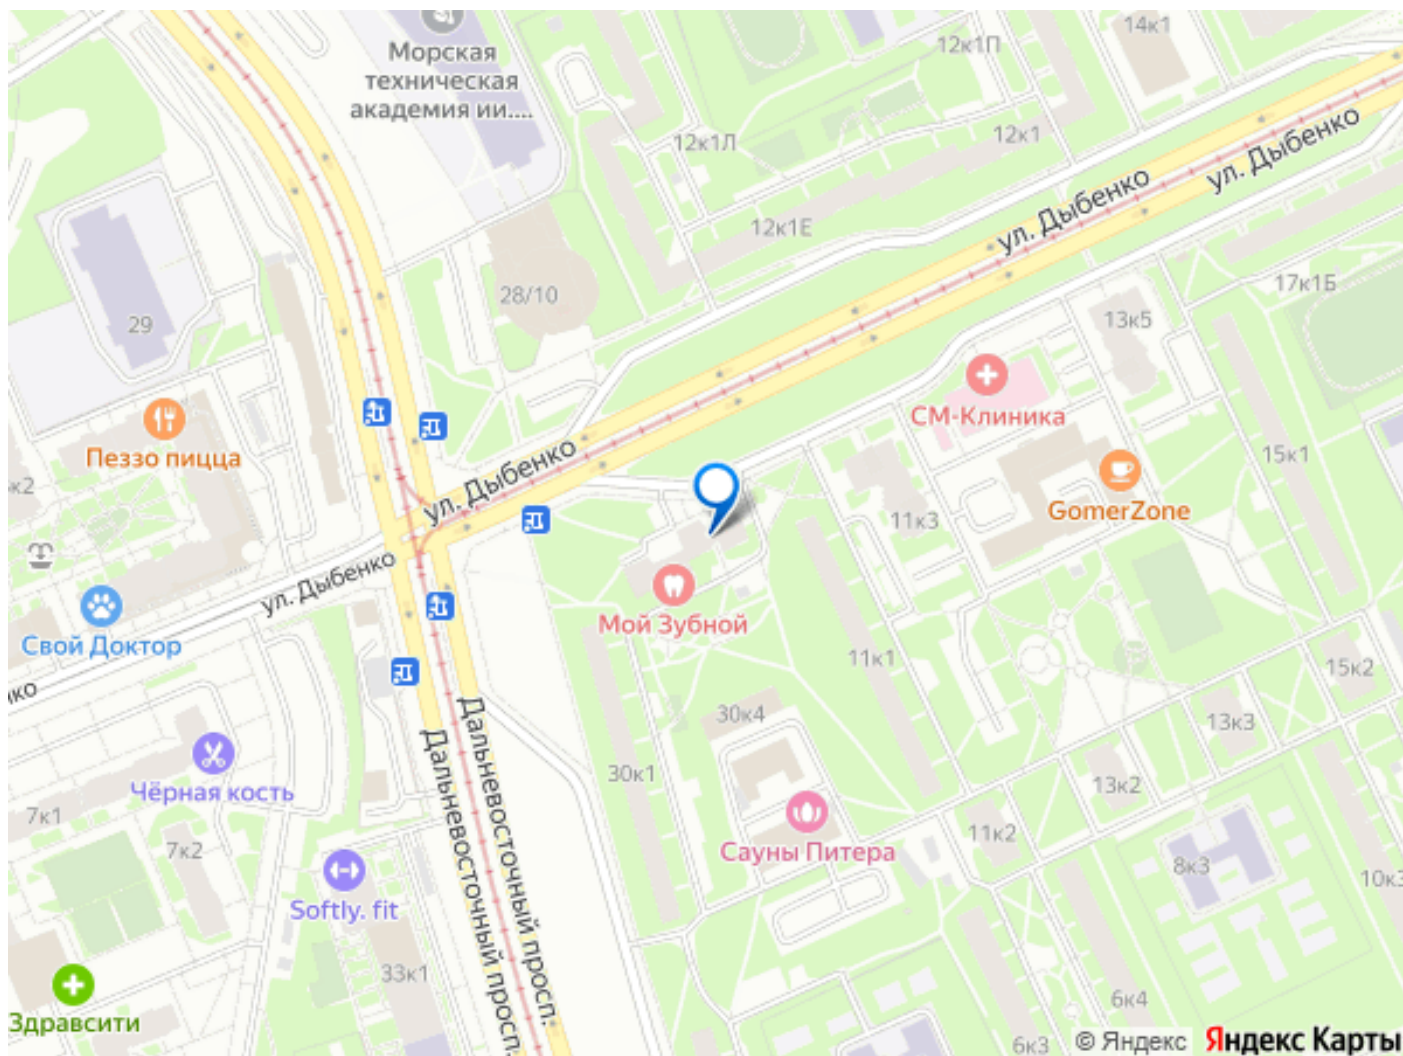 Морская
техническая
академия ии....
12к1П
14к1
12к1Л
12к1
ул. Дыбенко
ул. Дыбенко
12к1Е
28/10
29
17к1Б
13к5
СМ-Клиника
Пеззо пицца
к2
ул. Дыбенко
15к1
GomerZone
11к3
ул. Дыбенко
Мой Зубной
Свой Доктор
11к1
15к2
ко
30к4
13к3
Дальневосточный просп.
Дальневосточный просп.
30к1
13к2
Чёрная кость
7к1
7к2
11к2
Сауны Питера
8к3
10к3
Softly. fit
33к1
6к4
Здравсити
6к3
© Яндекс Яндекс Карты